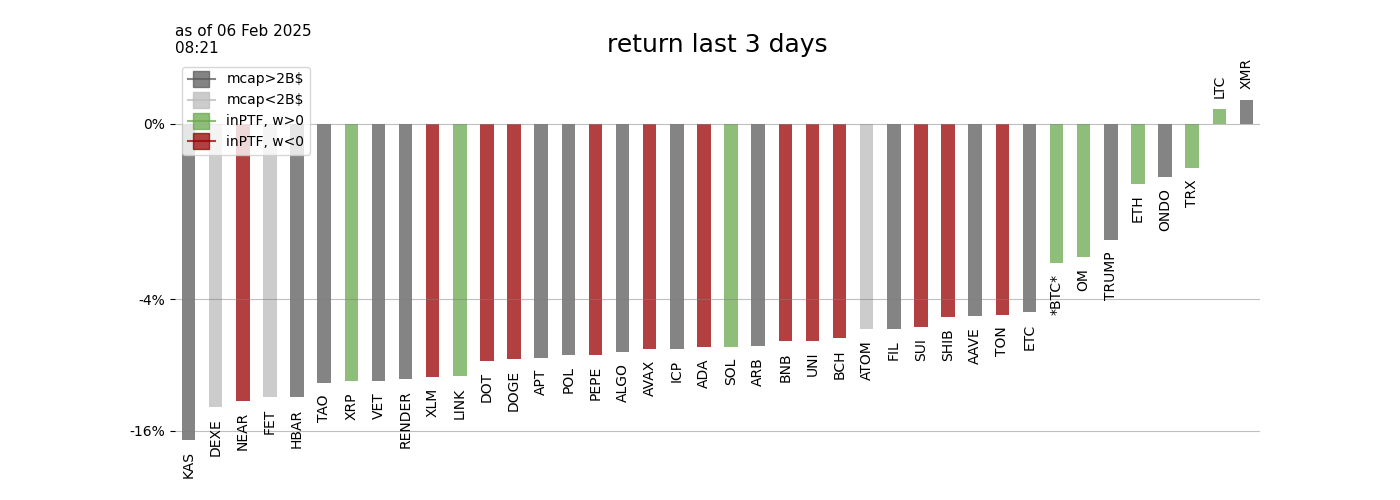 as of 06 Feb 2025
08:21
return last 3 days
mcap>2B$
mcap<2B$
inPTF, w>0
inPTF, w<0
0%
-4%
-16%
KAS
DEXE
NEAR
FET
HBAR
TAO
XRP
VET
RENDER
XLM
LINK
DOT
DOGE
APT
POL
PEPE
ALGO
AVAX
ICP
ADA
SOL
ARB
BNB
UNI
BCH
ATOM
FIL
SUI
SHIB
AAVE
TON
ETC
*BTC*
OM
TRUMP
ETH
ONDO
TRX
LTC
XMR